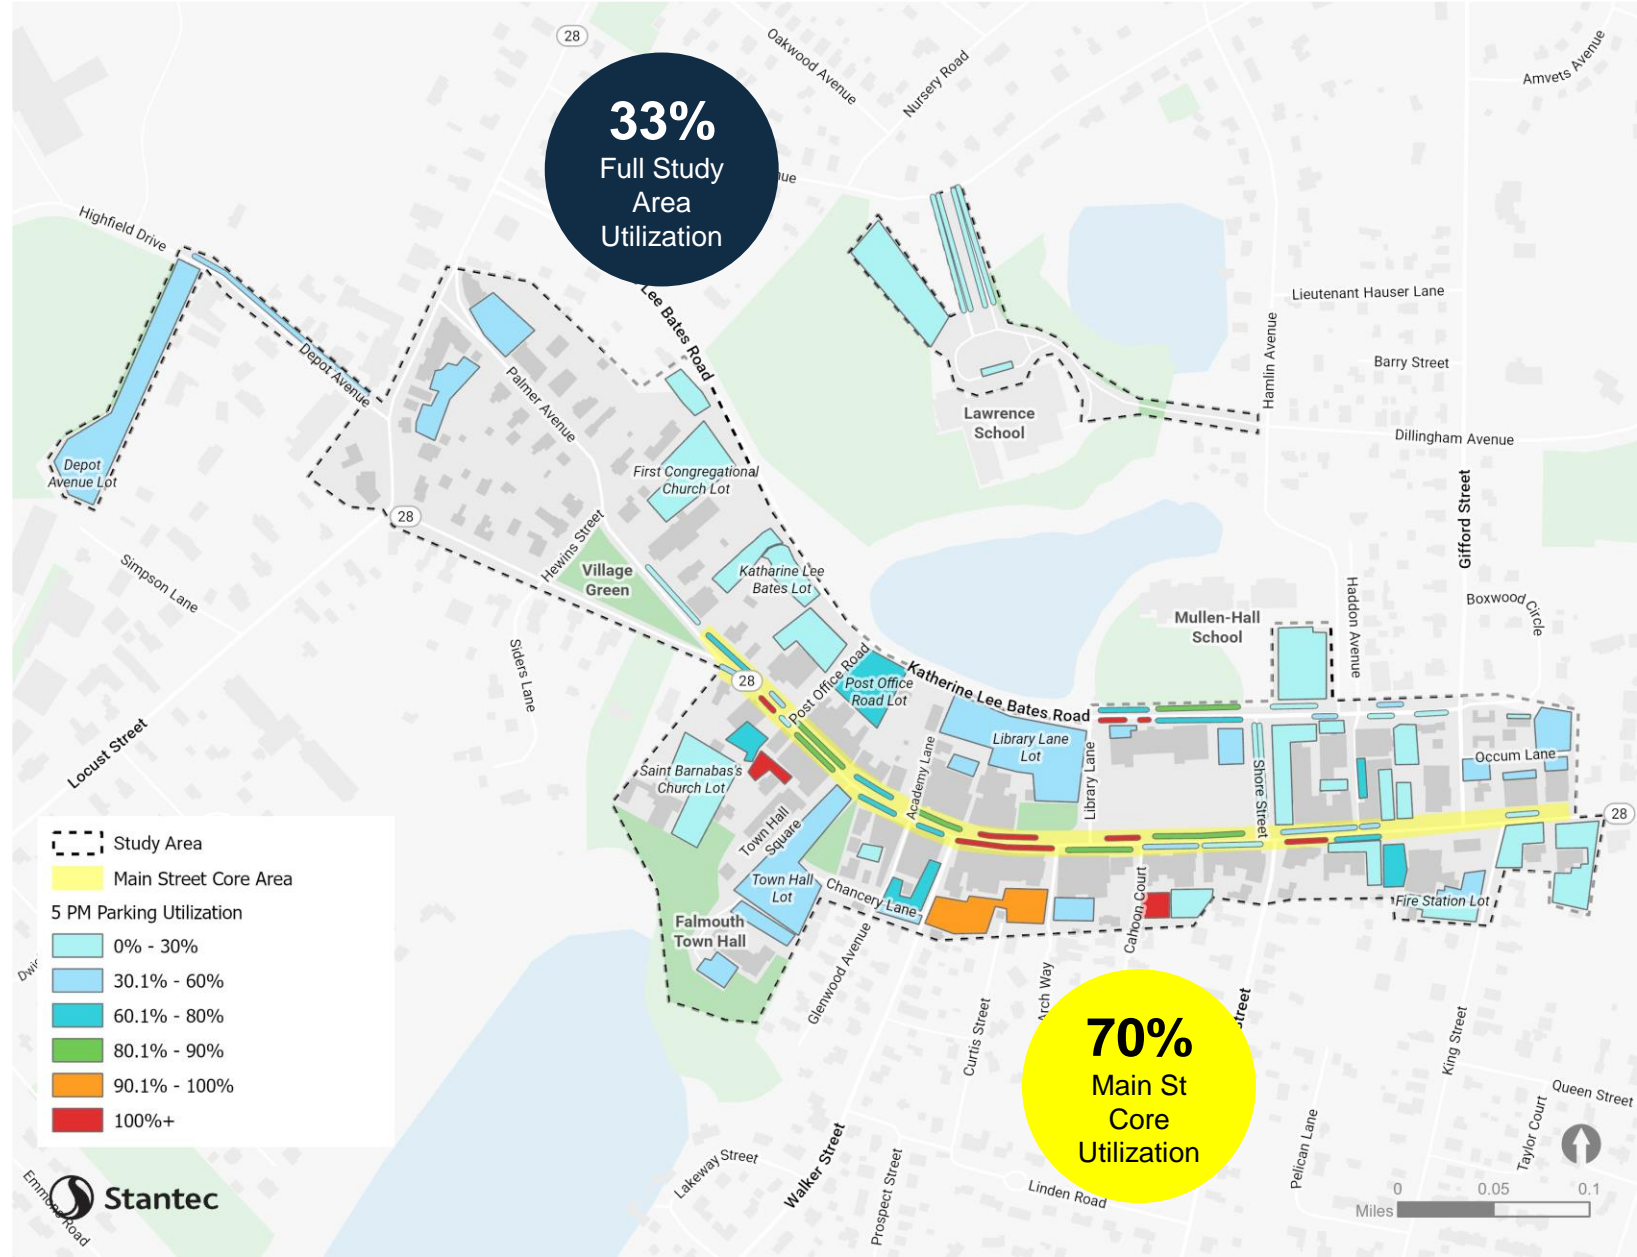 28
Oakwood Avenue
Nursery Road
Amvets Avenue
33%
Full Study
Area
Utilization
nue
Highfield Drive
Lee Bates Road
Lieutenant Hauser Lane
Hamlin Avenue
Barry Street
Depot Avenue
Palmer Avenue
Lawrence
School
Dillingham Avenue
Depot
Avenue Lot
First Congregational
Church Lot
Gifford Street
28
Hewins Street
Simpson Lane
Village
Green
Katharine Lee
Bates Lot
Haddon Avenue
Boxwood Circle
Mullen-Hall
School
Siders Lane
28
Post Office Road
Post Office
Road Lot
Katherine Lee Bates Road
Locust Street
Library Lane
Lot
Academy Lane
Library Lane
Shore Street
Occum Lane
Saint Barnabas's
Church Lot
28
Town Hall
Square
Town Hall
Lot
Chancery Lane
Cahoon Court
Fire Station Lot
Falmouth
Town Hall
Glenwood Avenue
Study Area
Main Street Core Area
5 PM Parking Utilization
0% - 30%
30.1% - 60%
60.1% - 80%
80.1% - 90%
90.1% - 100%
100%+
Curtis Street
Arch Way
70%
Main St
Core
Utilization
treet
King Street
Queen Street
Taylor Court
Pelican Lane
Lakeway Street
Walker Street
Prospect Street
Linden Road
Emmons Road
Stantec
0 0.05 0.1
Miles